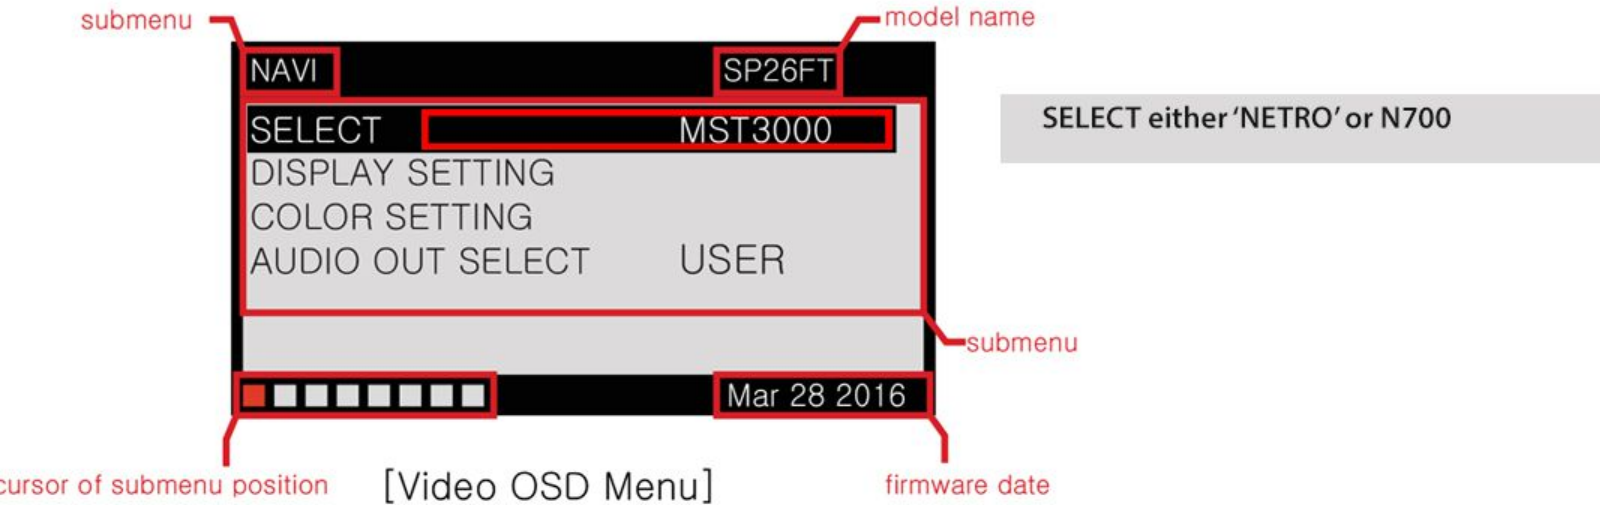 submenu
model name
NAVI
SP26FT
SELECT MST3000
SELECT either 'NETRO' or N700
DISPLAY SETTING
COLOR SETTING
AUDIO OUT SELECT USER
submenu
Mar 28 2016
cursor of submenu position
[Video OSD Menu]
firmware date